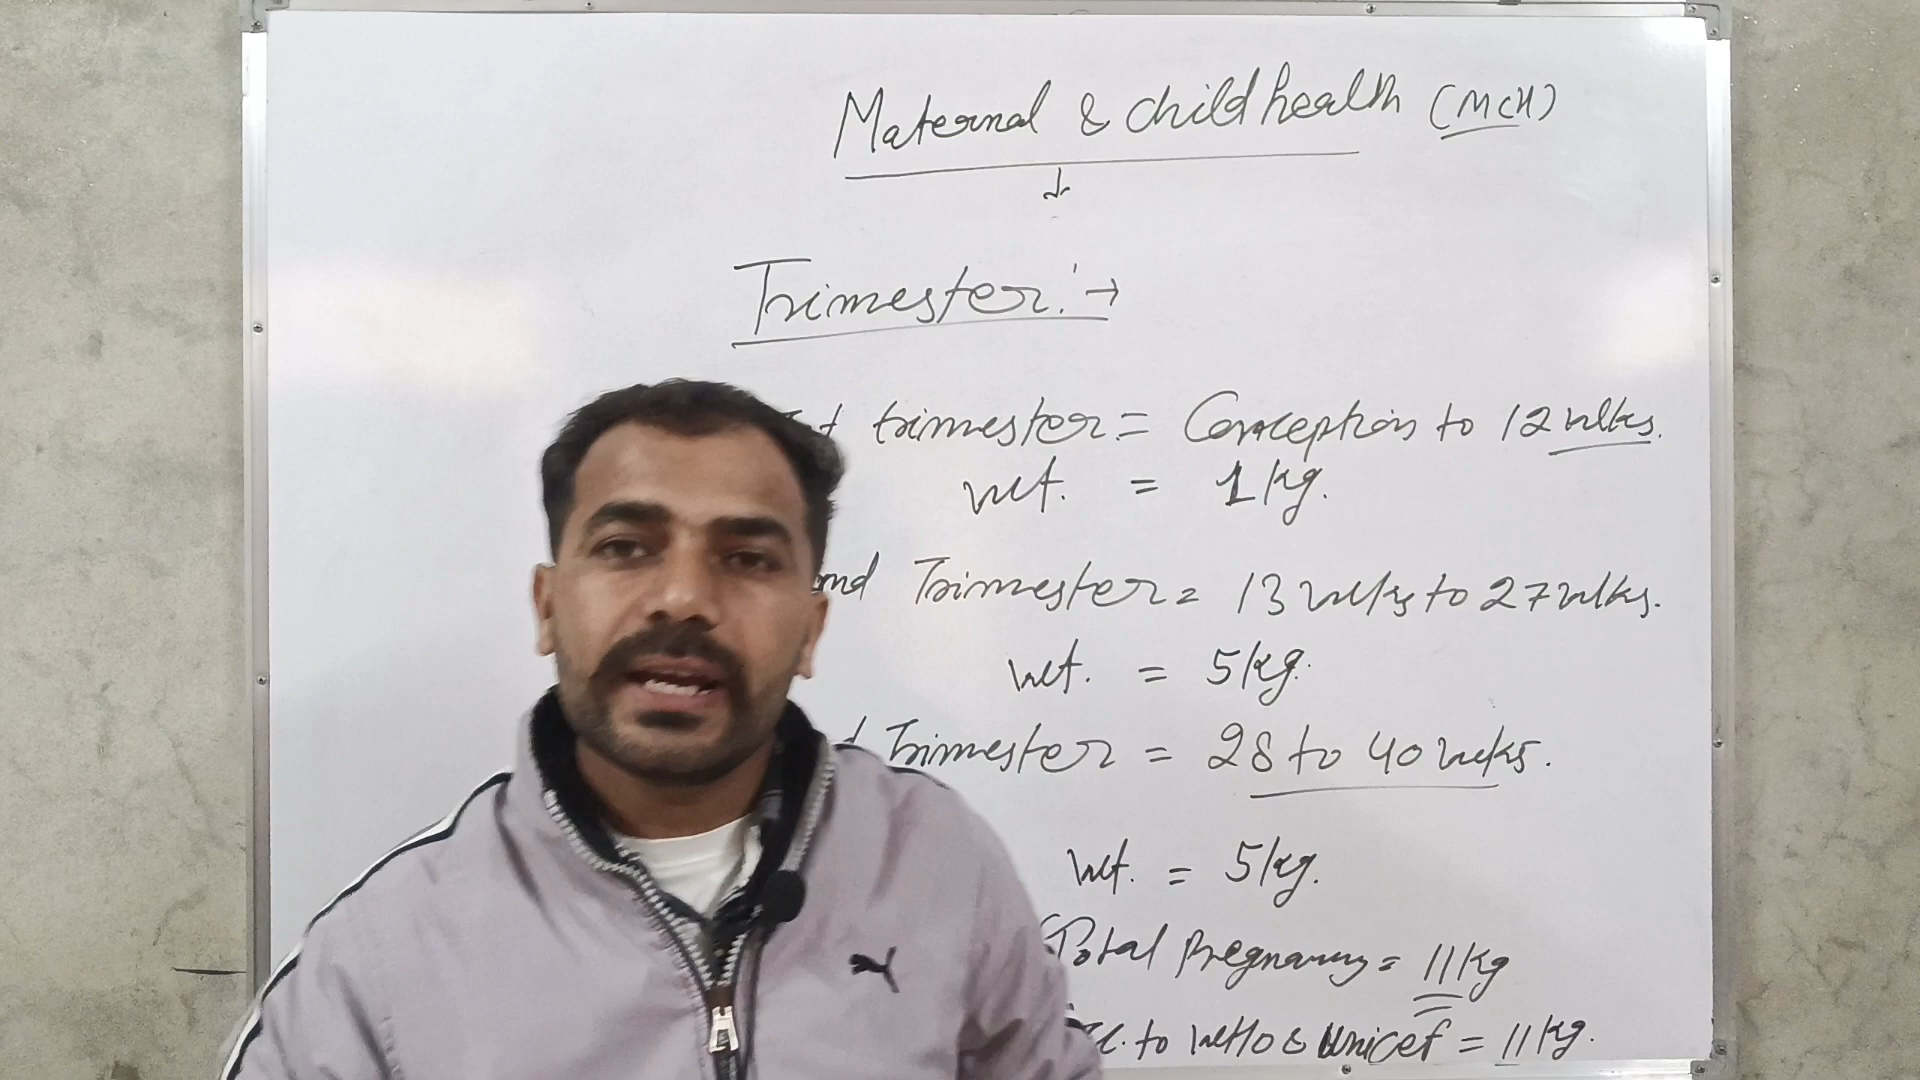 Maternal & child health (MCH)
Trimester :→
trimester = Conception to 12 wks.
wt. = 1 kg.
Trimester = 13 wks to 27 wks.
wt. = 5 kg.
Trimester = 28 to 40 wks.
wt. = 5 kg.
Total Pregnancy = 11 kg
to WHO & Unicef = 11 kg.